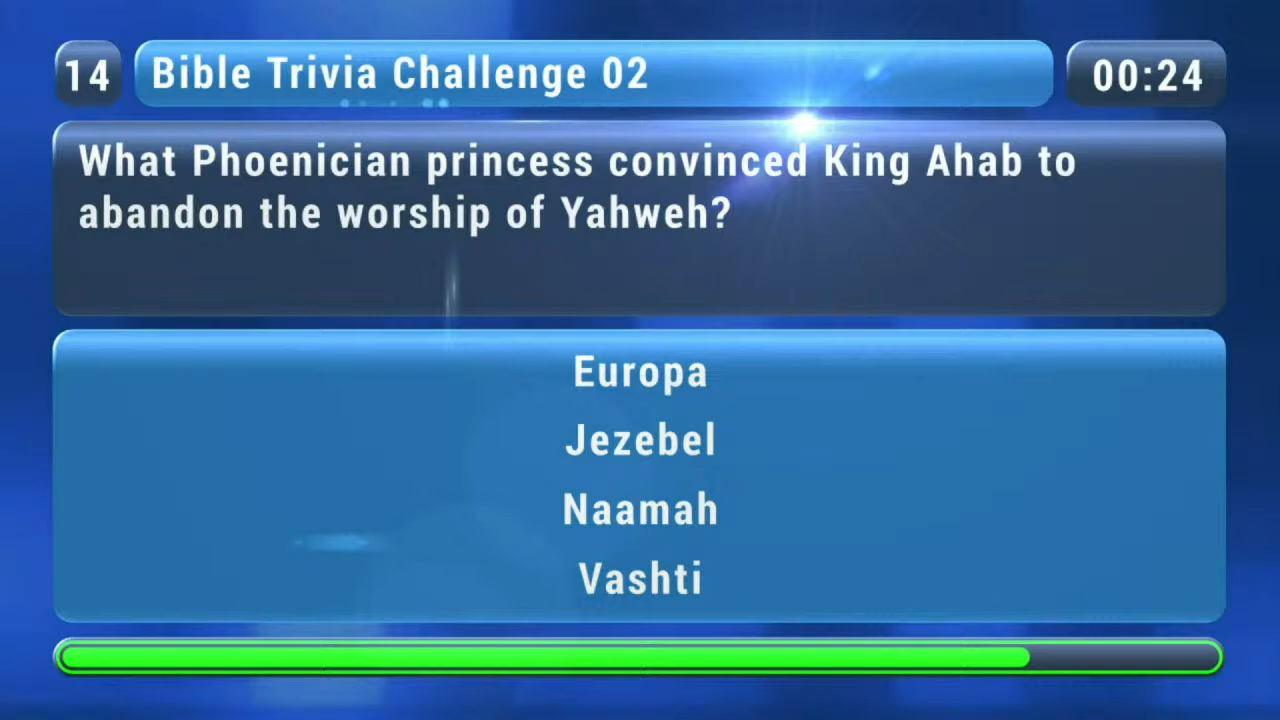 14
Bible Trivia Challenge 02
00:24
What Phoenician princess convinced King Ahab to
abandon the worship of Yahweh?
Europa
Jezebel
Naamah
Vashti